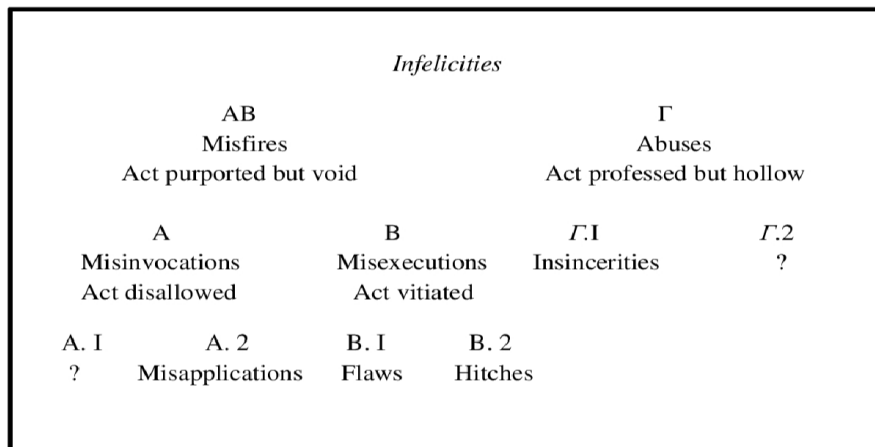 Infelicities
AB Γ
Misfires Abuses
Act purported but void Act professed but hollow
A B Γ.I Γ.2
Misinvocations Misexecutions Insincerities ?
Act disallowed Act vitiated
A. I A. 2 B. I B. 2
? Misapplications Flaws Hitches